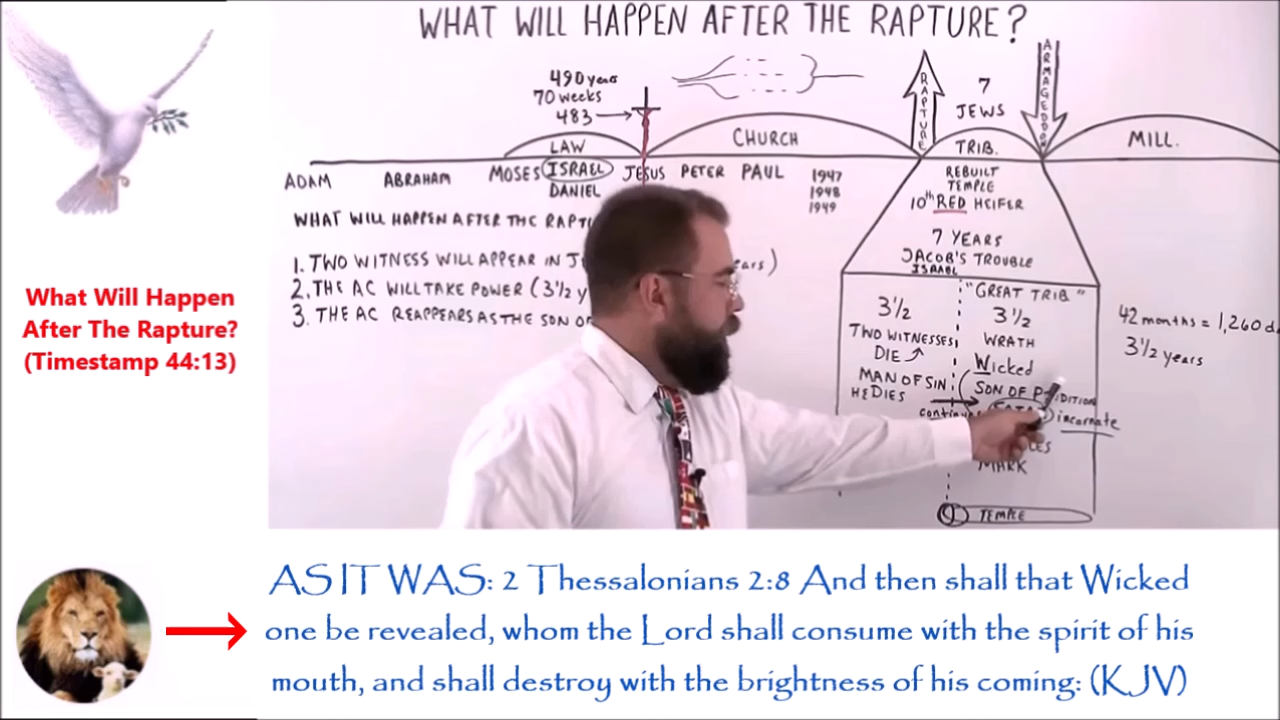 WHAT WILL HAPPEN AFTER THE RAPTURE?
490 years
70 weeks
483
LAW
CHURCH
RAPTURE
7
JEWS
TRIB.
ARMAGEDDON
MILL.
ADAM ABRAHAM MOSES ISRAEL JESUS PETER PAUL 1947
DANIEL 1948
1949
REBUILT
TEMPLE
10th RED HEIFER
7 YEARS
JACOB'S TROUBLE
ISRAEL
WHAT WILL HAPPEN AFTER THE
1. TWO WITNESS WILL APPEAR IN
2. THE AC WILL TAKE POWER (3½
3. THE AC REAPPEARS AS THE SON
3½
TWO WITNESSES
DIE
MAN OF SIN
HE DIES
"GREAT TRIB"
3½
WRATH
Wicked
SON OF
incarnate
MARK
TEMPLE
42 months = 1,260
3½ years
What Will Happen
After The Rapture?
(Timestamp 44:13)
AS IT WAS: 2 Thessalonians 2:8 And then shall that Wicked
one be revealed, whom the Lord shall consume with the spirit of his
mouth, and shall destroy with the brightness of his coming: (KJV)